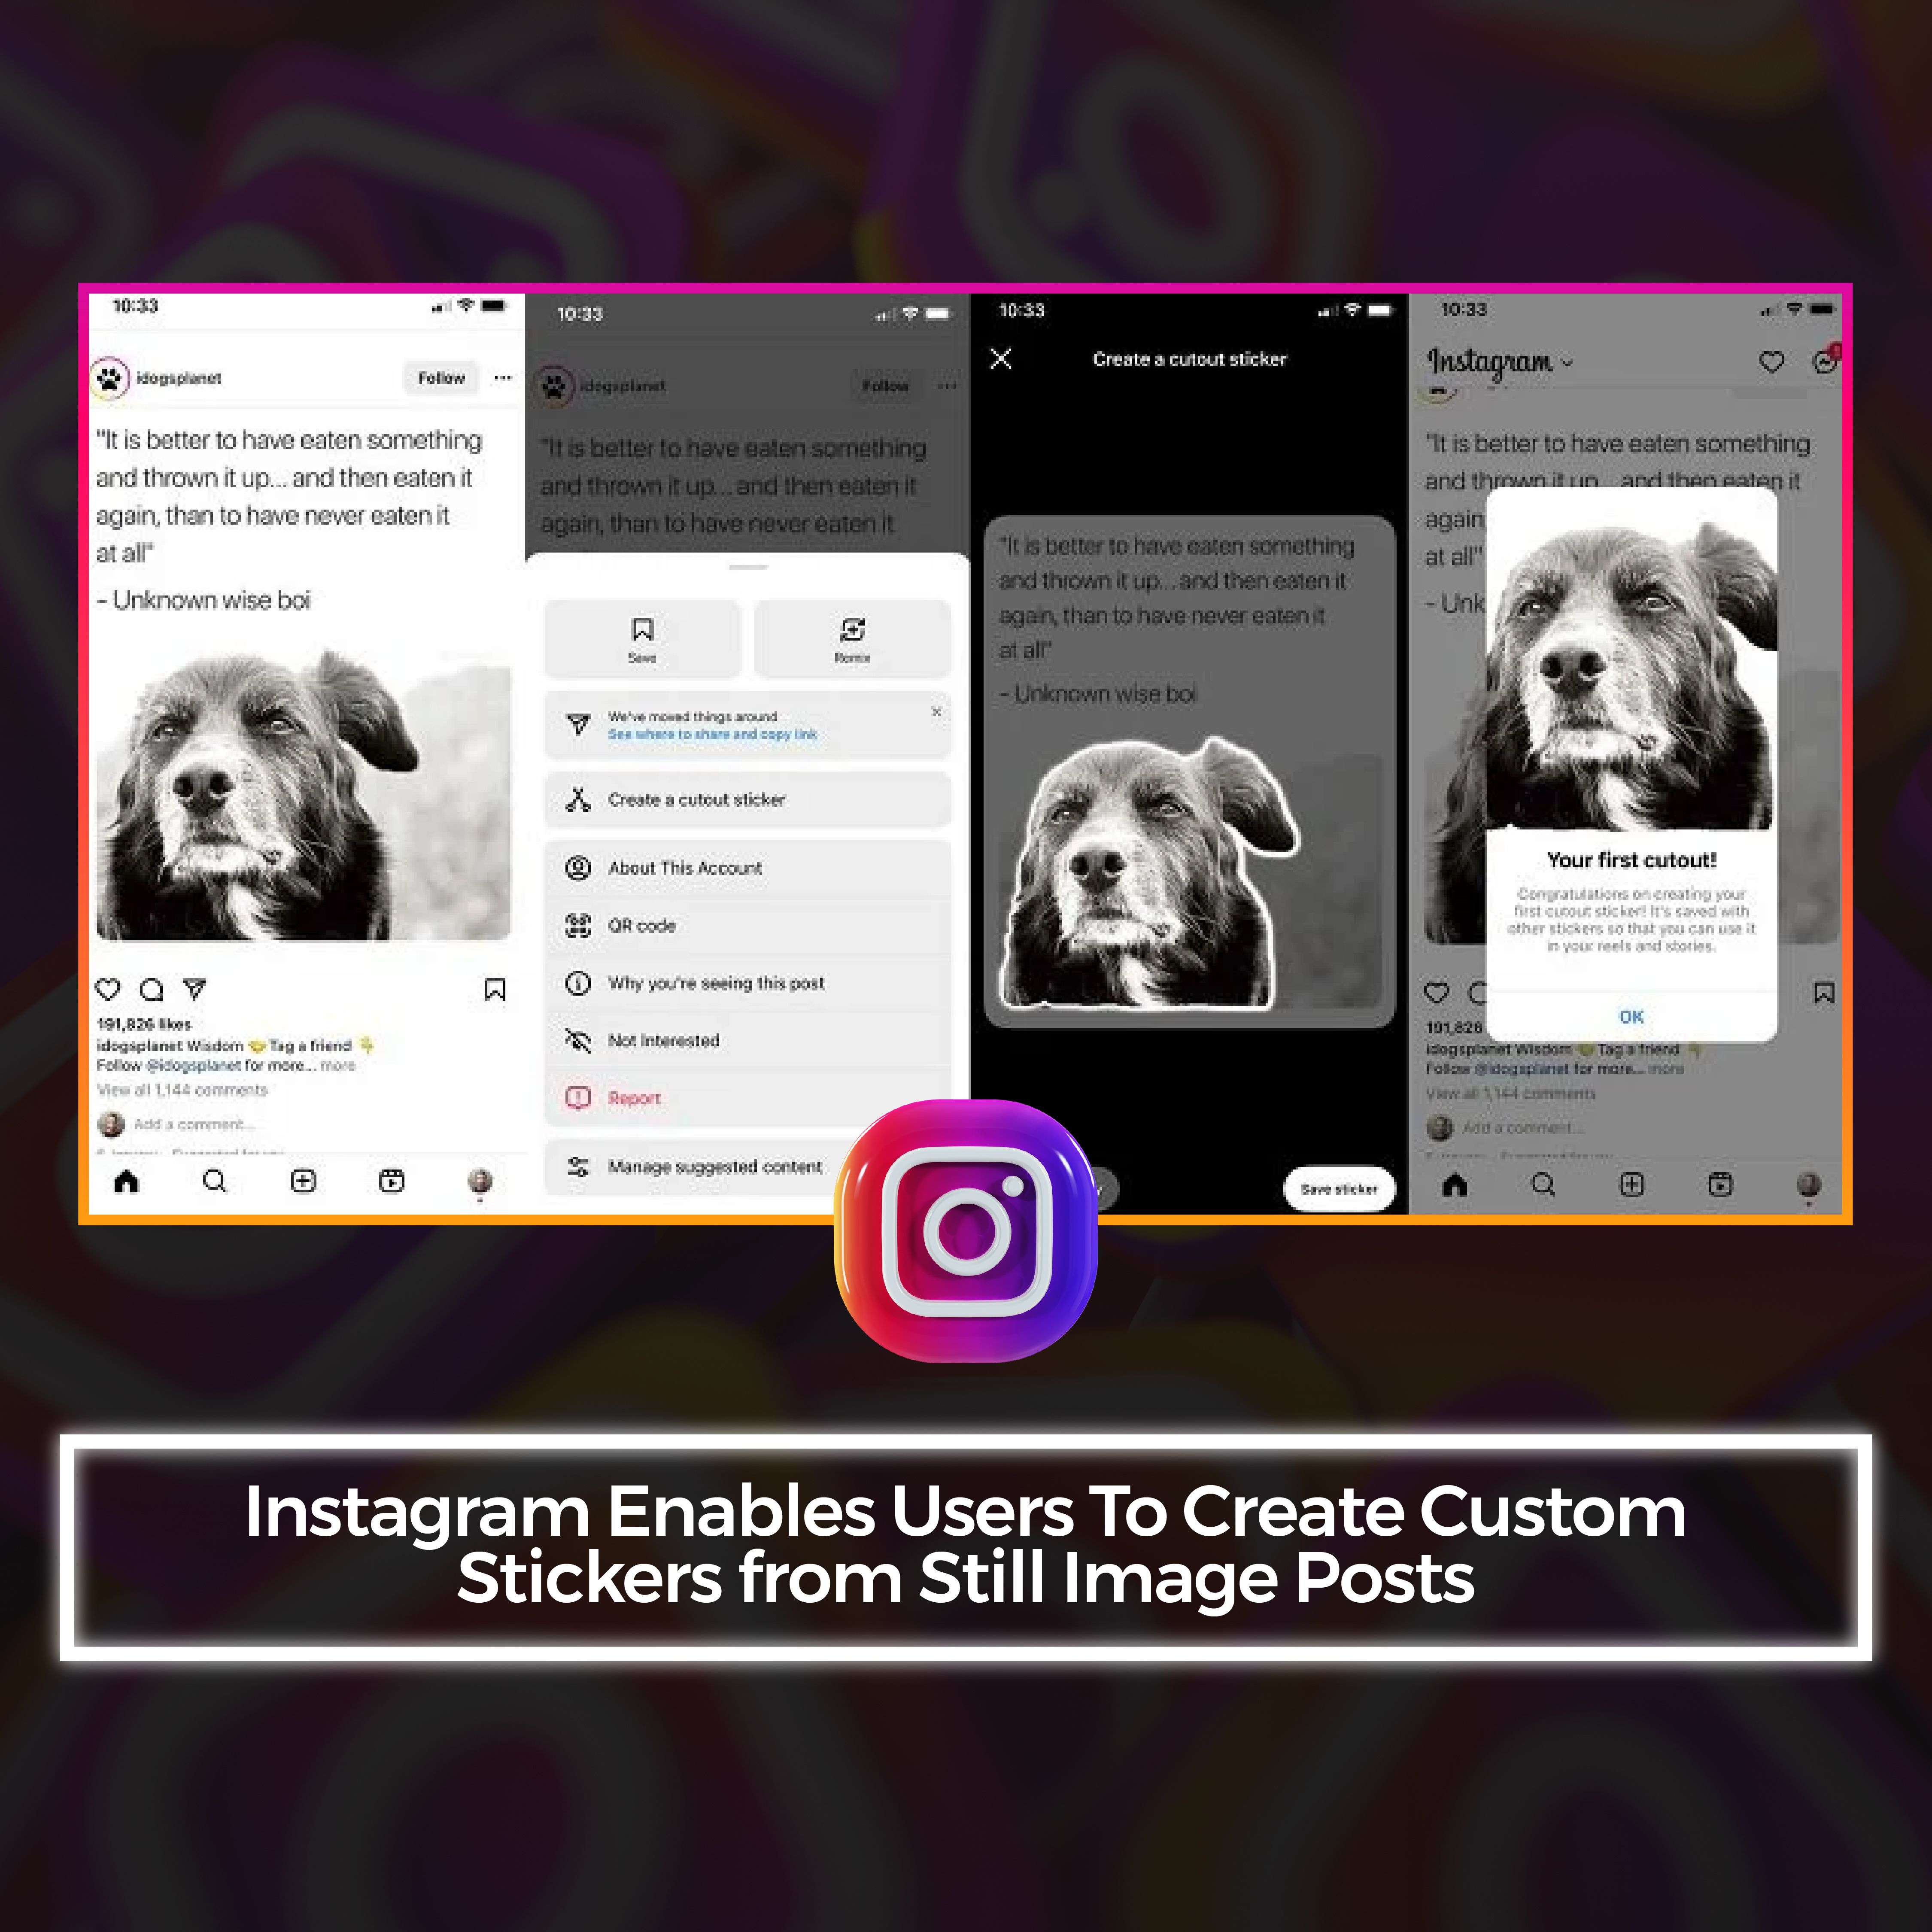 10:33
idogsplanet
Follow
"It is better to have eaten something
and thrown it up... and then eaten it
again, than to have never eaten it
at all"
- Unknown wise boi
191,826 likes
idogsplanet Wisdom 🤝 Tag a friend 👇
Follow @idogsplanet for more... more
View all 1,144 comments
Add a comment...
10:33
idogsplanet
Follow
"It is better to have eaten something
and thrown it up... and then eaten it
again, than to have never eaten it
Save
Remix
We've moved things around
See where to share and copy link
Create a cutout sticker
About This Account
QR code
Why you're seeing this post
Not Interested
Report
Manage suggested content
10:33
Create a cutout sticker
"It is better to have eaten something
and thrown it up... and then eaten it
again, than to have never eaten it
at all"
- Unknown wise boi
Save sticker
10:33
Instagram
"It is better to have eaten something
and thrown it up... and then eaten it
again
at all"
- Unk
Your first cutout!
Congratulations on creating your
first cutout sticker! It's saved with
other stickers so that you can use it
in your reels and stories.
OK
191,826
idogsplanet Wisdom 🤝 Tag a friend 👇
Follow @idogsplanet for more... more
View all 1,144 comments
Add a comment...
Instagram Enables Users To Create Custom
Stickers from Still Image Posts